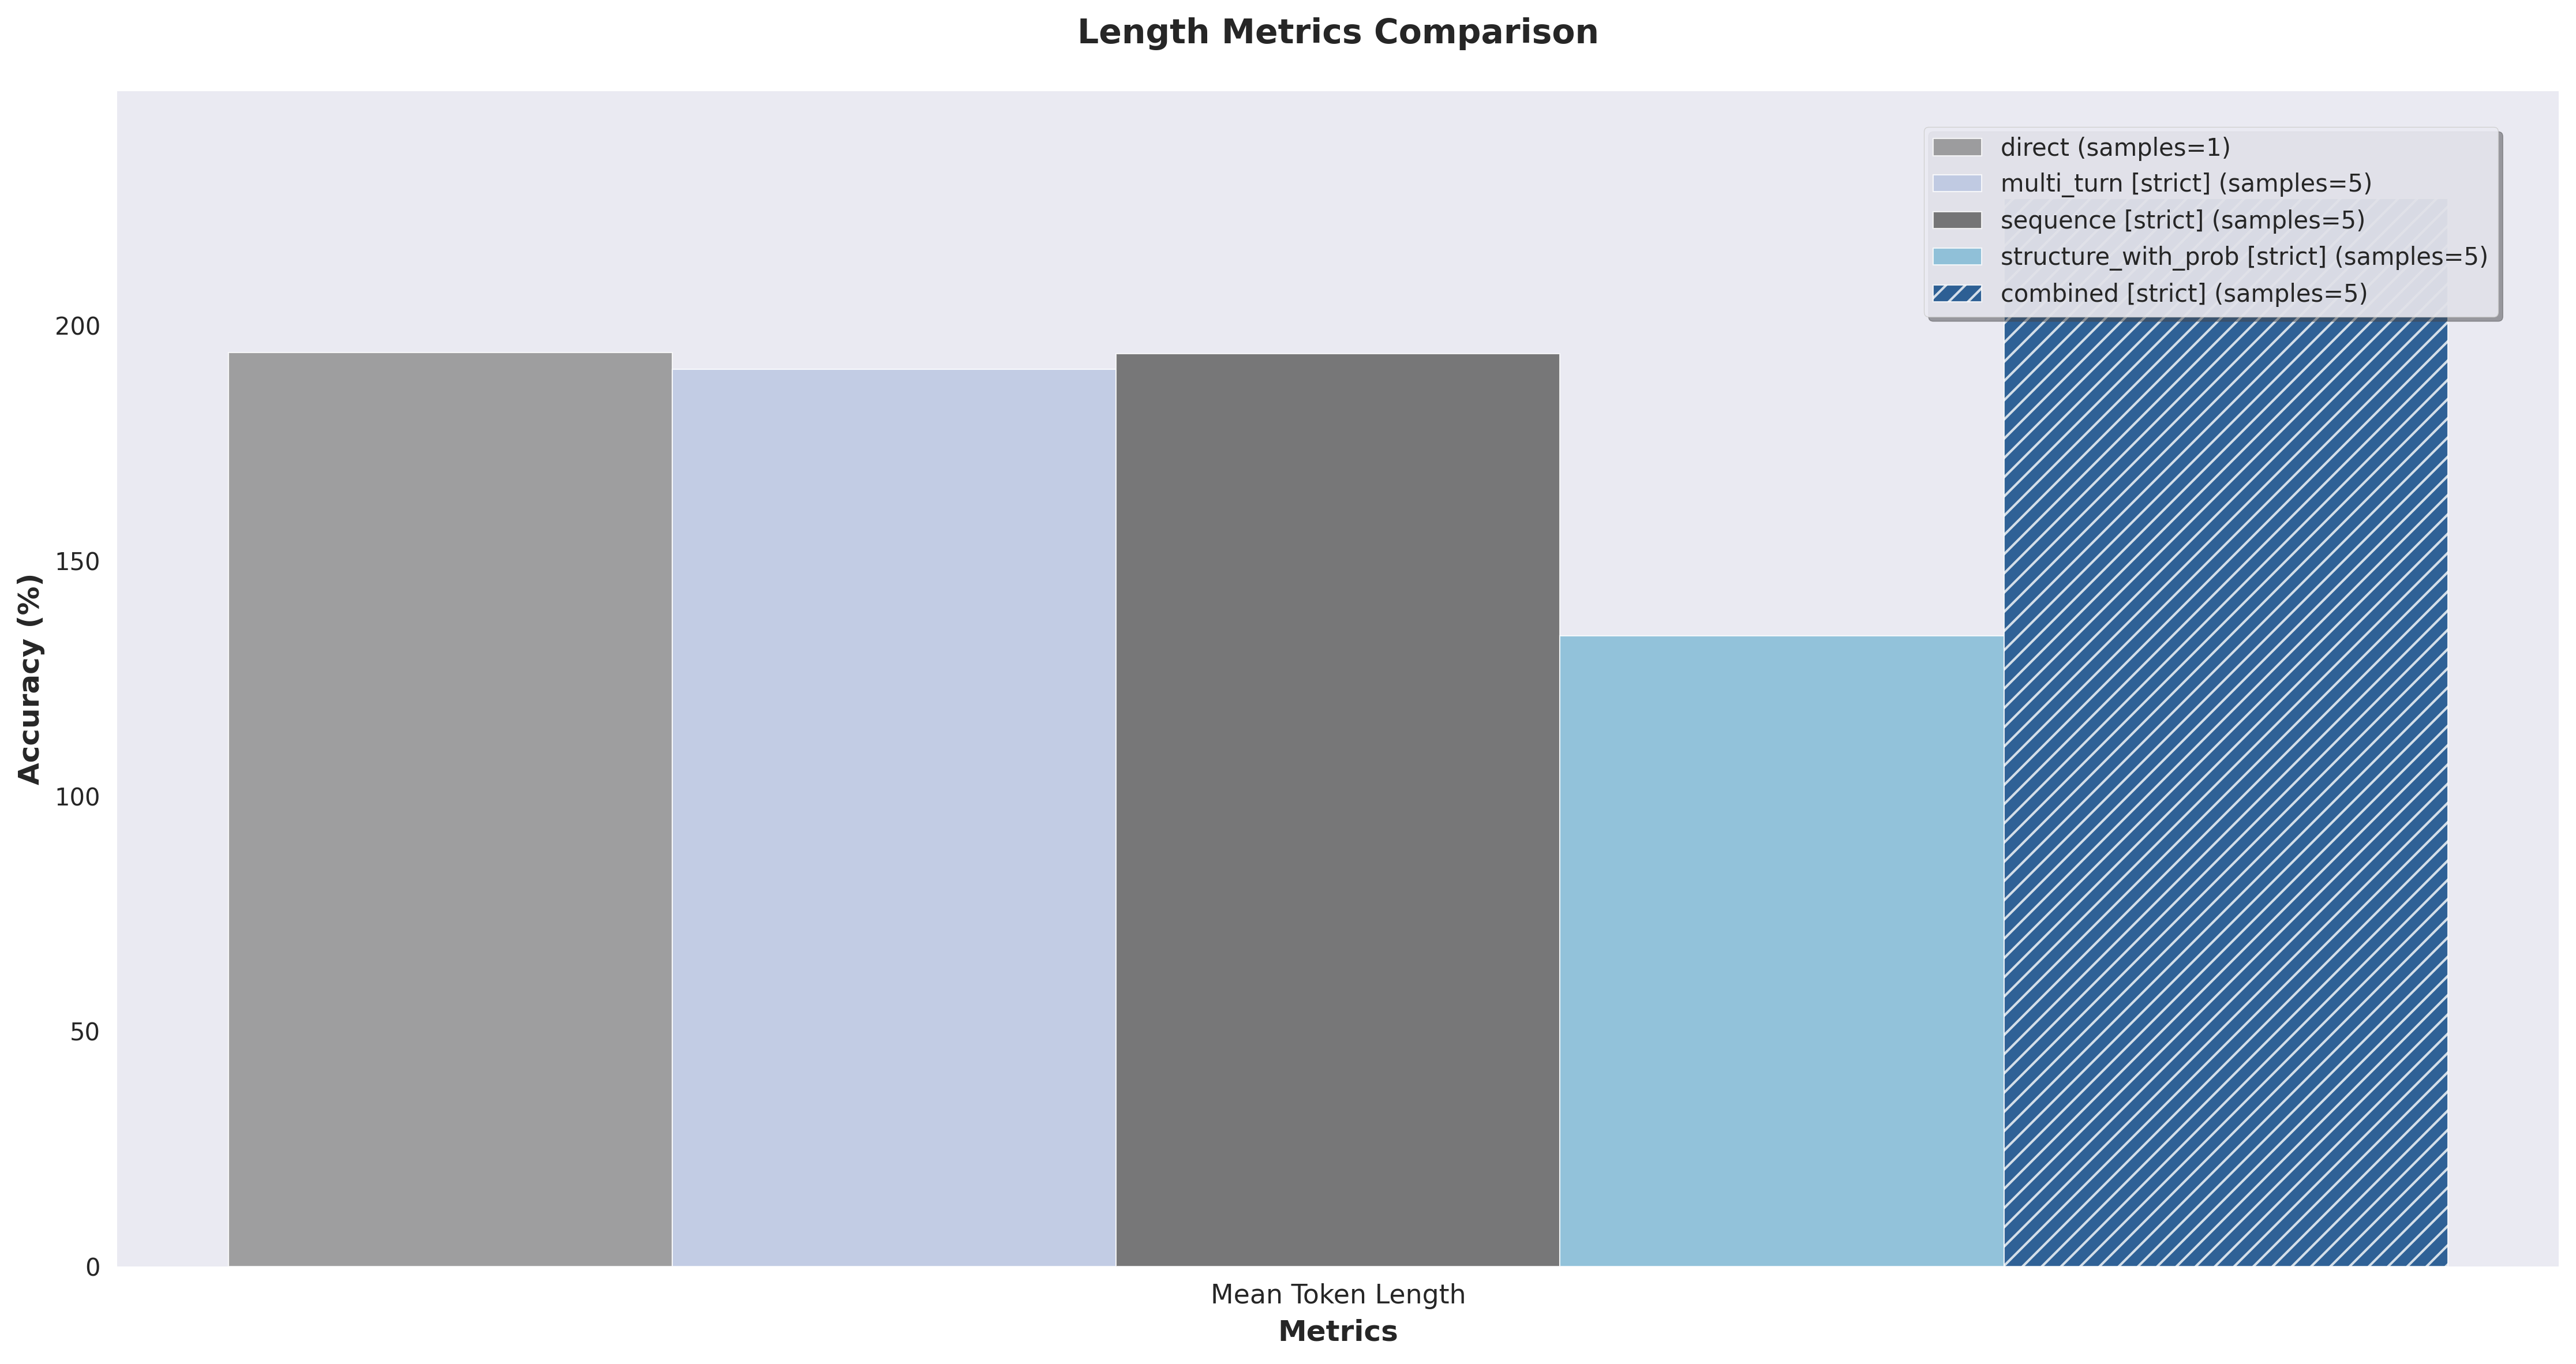 Length Metrics Comparison
direct (samples=1)
multi_turn [strict] (samples=5)
sequence [strict] (samples=5)
structure_with_prob [strict] (samples=5)
combined [strict] (samples=5)
Accuracy (%)
200
150
100
50
0
Mean Token Length
Metrics